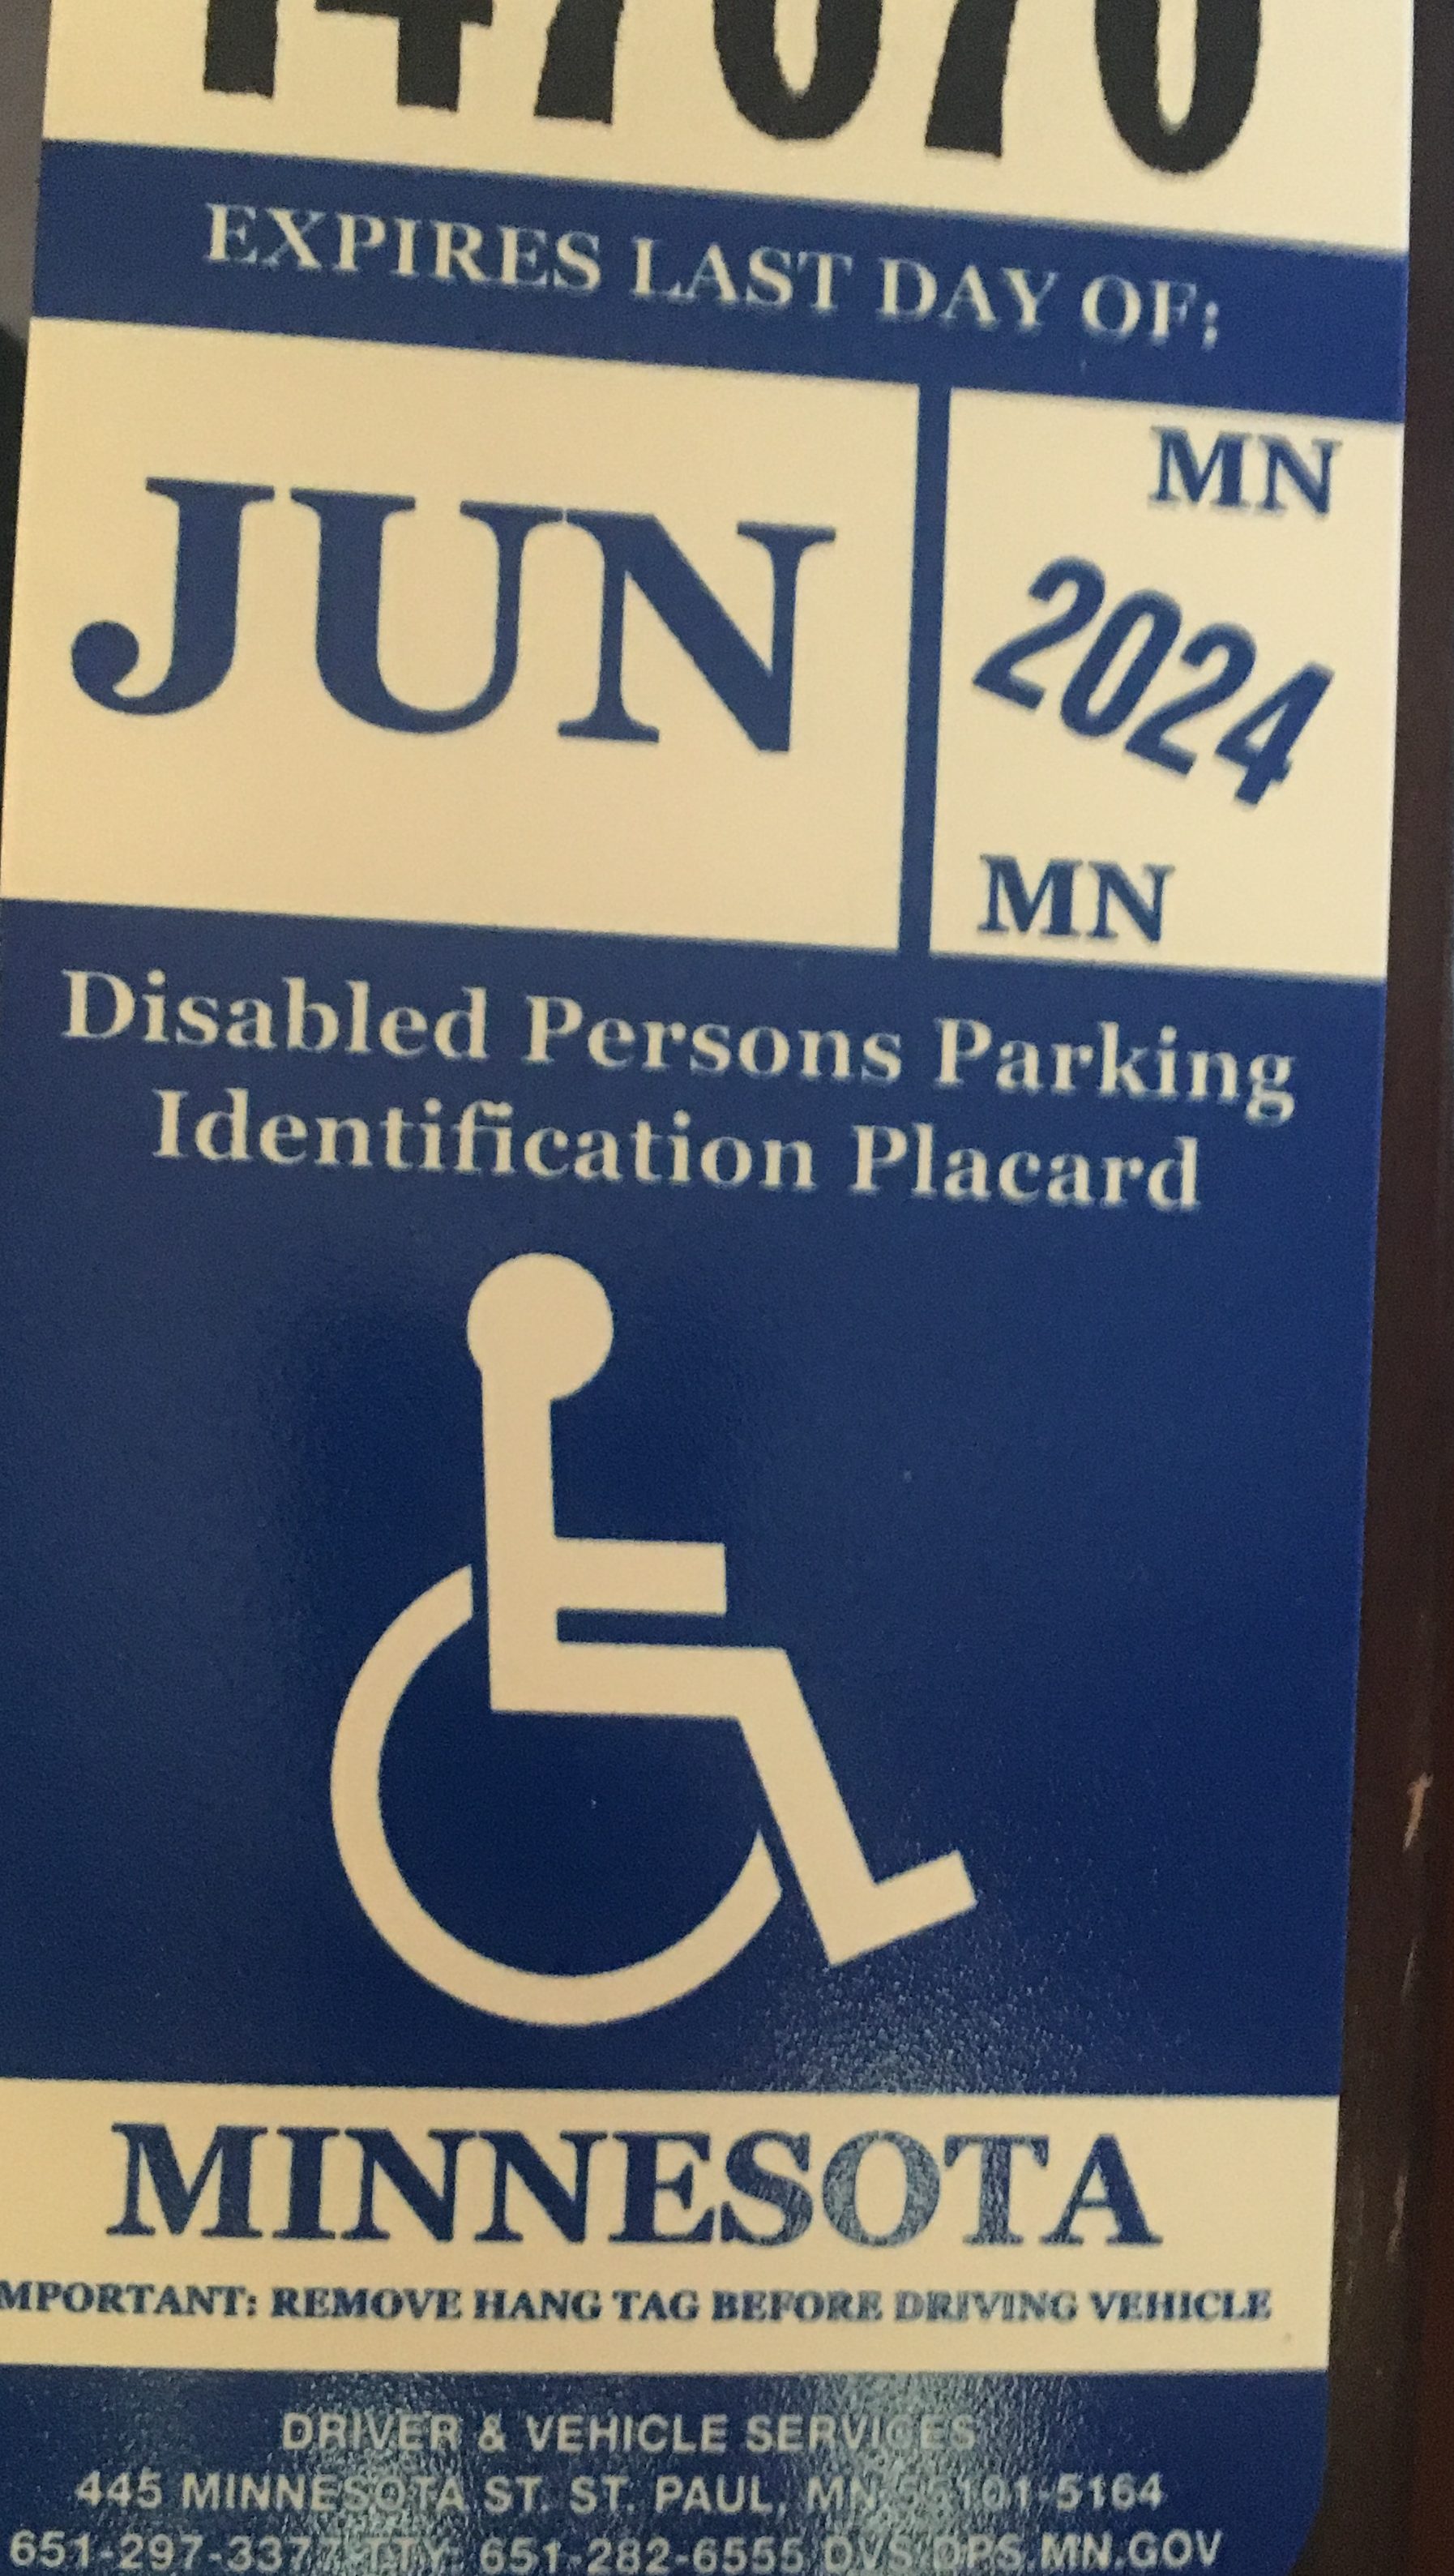 EXPIRES LAST DAY OF:
JUN
MN
2024
MN
Disabled Persons Parking
Identification Placard
MINNESOTA
MPORTANT: REMOVE HANG TAG BEFORE DRIVING VEHICLE
DRIVER & VEHICLE SERVICES
445 MINNESOTA ST. ST. PAUL, MN 55101-5164
651-297-3377 TTY: 651-282-6555 DVS.DPS.MN.GOV